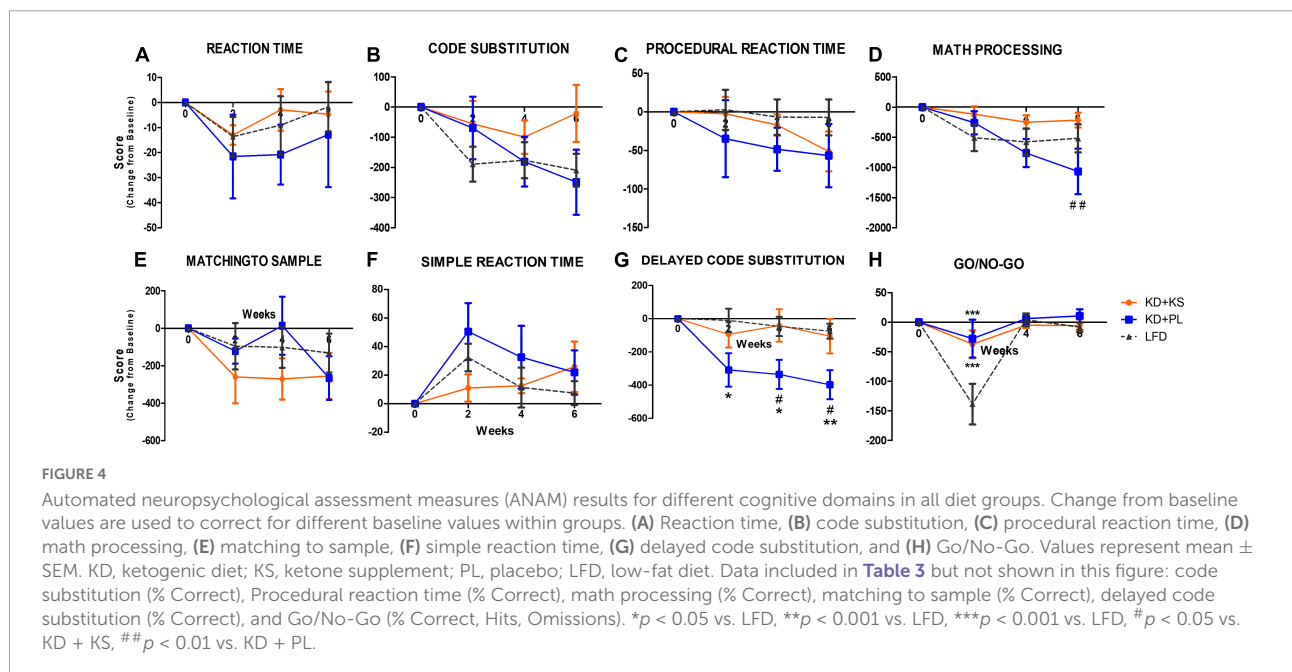 A REACTION TIME
Score
(Change from Baseline)
10
0
-10
-20
-30
-40
-50
0
2
B CODE SUBSTITUTION
100
0
-100
-200
-300
-400
0
4
6
C PROCEDURAL REACTION TIME
50
0
-50
-100
-150
0
2
D MATH PROCESSING
500
0
-500
-1000
-1500
-2000
0
##
E MATCHINGTO SAMPLE
Score
(Change from Baseline)
200
0
-200
-400
-600
Weeks
0
4
6
F SIMPLE REACTION TIME
80
60
40
20
0
-20
0 2 4 6
Weeks
G DELAYED CODE SUBSTITUTION
200
0
-200
-400
-600
0
Weeks
*
#
*
#
**
H GO/NO-GO
50
0
-50
-100
-150
-200
0
4
6
***
Weeks
***
KD+KS
KD+PL
LFD
FIGURE 4
Automated neuropsychological assessment measures (ANAM) results for different cognitive domains in all diet groups. Change from baseline
values are used to correct for different baseline values within groups. (A) Reaction time, (B) code substitution, (C) procedural reaction time, (D)
math processing, (E) matching to sample, (F) simple reaction time, (G) delayed code substitution, and (H) Go/No-Go. Values represent mean ±
SEM. KD, ketogenic diet; KS, ketone supplement; PL, placebo; LFD, low-fat diet. Data included in Table 3 but not shown in this figure: code
substitution (% Correct), Procedural reaction time (% Correct), math processing (% Correct), matching to sample (% Correct), delayed code
substitution (% Correct), and Go/No-Go (% Correct, Hits, Omissions). *p < 0.05 vs. LFD, **p < 0.001 vs. LFD, ***p < 0.001 vs. LFD, #p < 0.05 vs.
KD + KS, ##p < 0.01 vs. KD + PL.